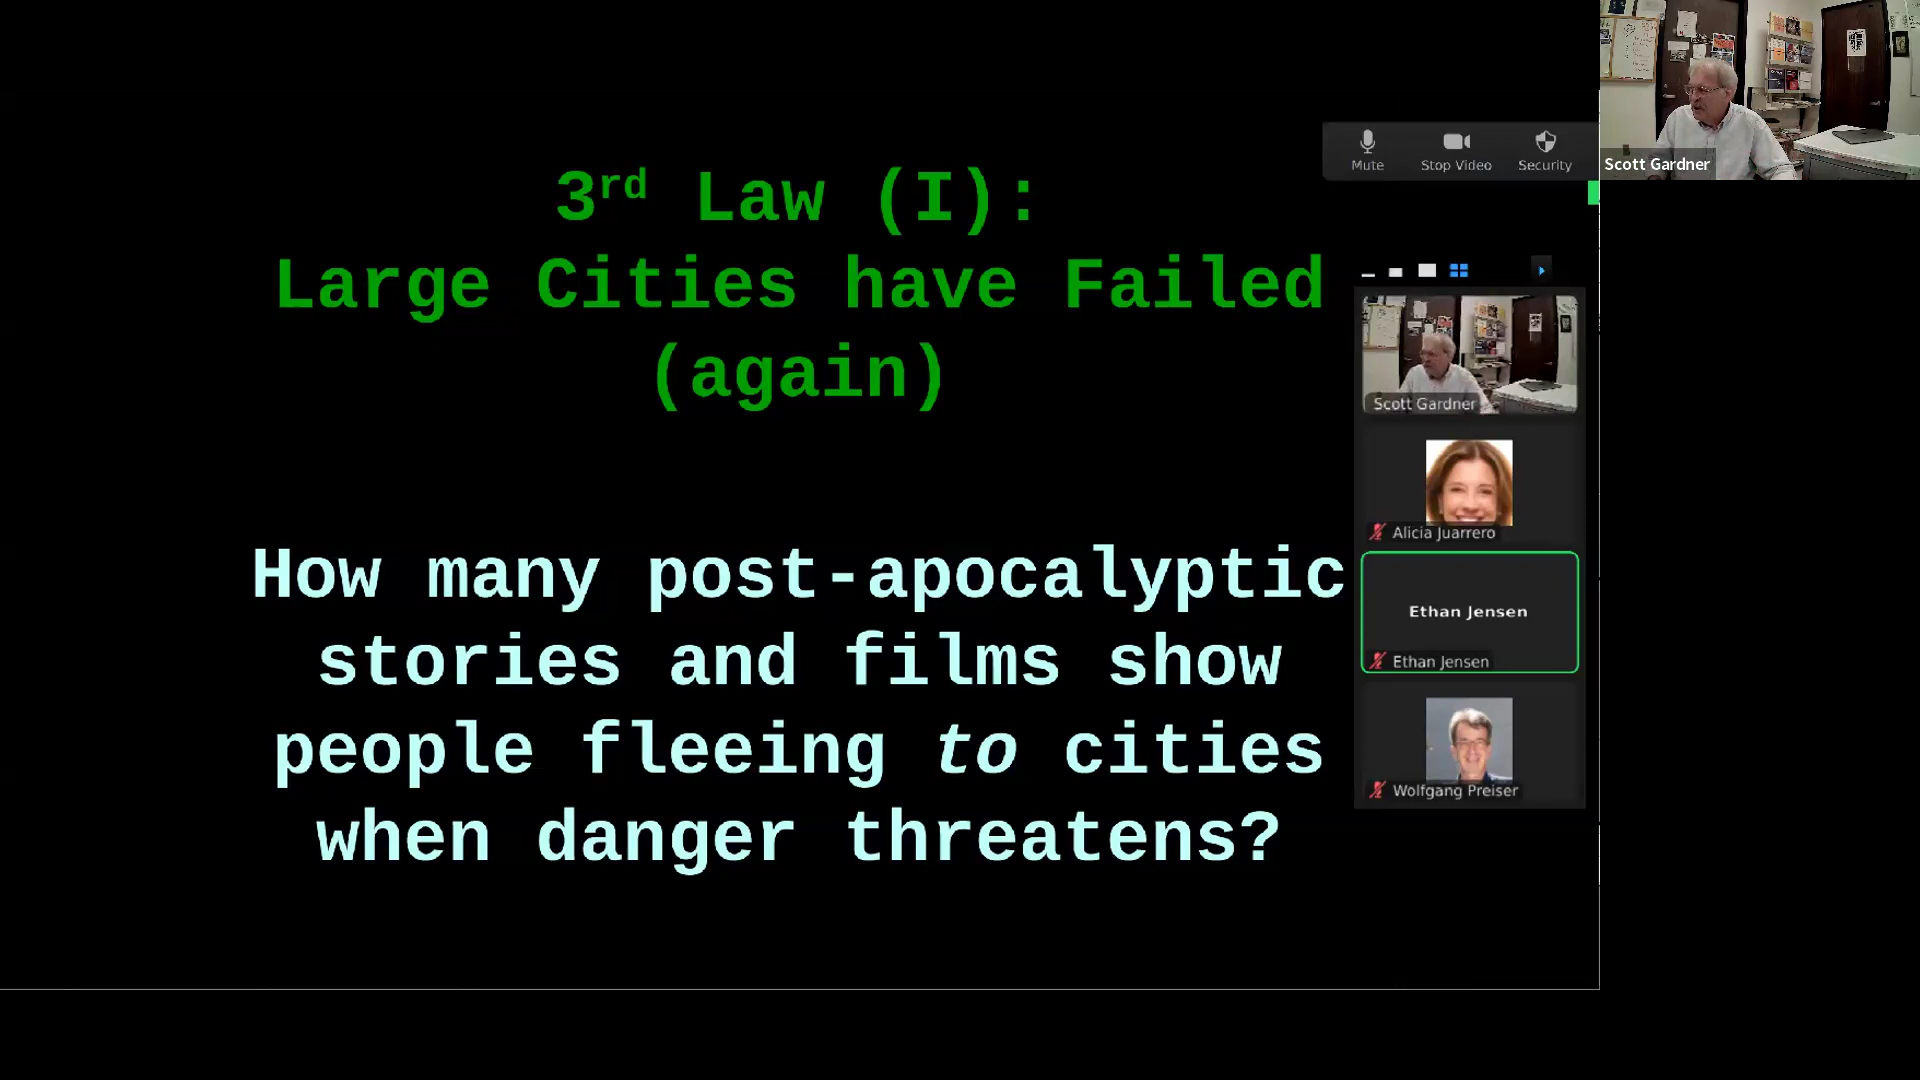 3rd Law (I):
Large Cities have Failed
(again)
How many post-apocalyptic
stories and films show
people fleeing to cities
when danger threatens?
Mute
Stop Video
Security
Scott Gardner
Scott Gardner
Alicia Juarrero
Ethan Jensen
Ethan Jensen
Wolfgang Preiser